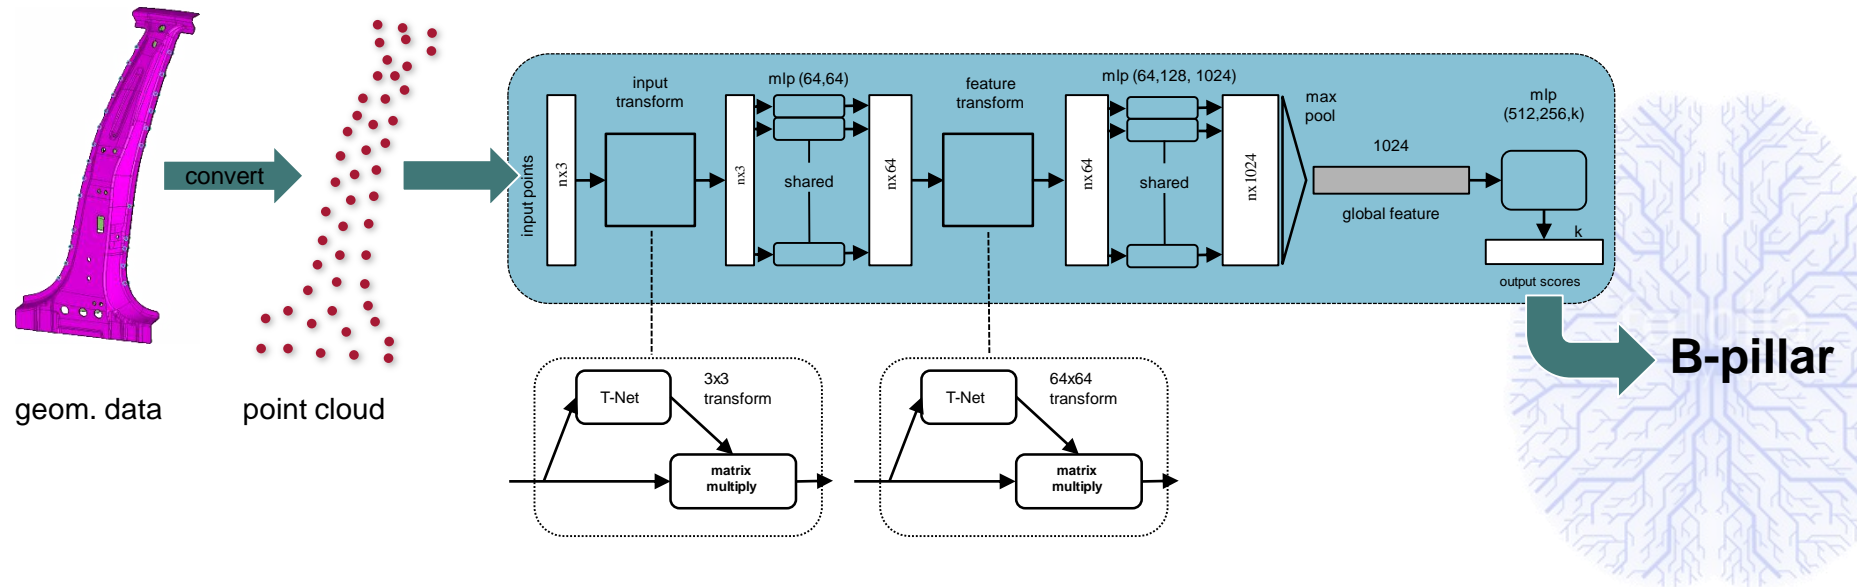 geom. data
convert
point cloud
input points
nx3
input
transform
nx3
mlp (64,64)
shared
nx64
feature
transform
nx64
mlp (64,128, 1024)
shared
nx1024
max
pool
1024
global feature
mlp
(512,256,k)
k
output scores
B-pillar
T-Net
3x3
transform
matrix
multiply
T-Net
64x64
transform
matrix
multiply